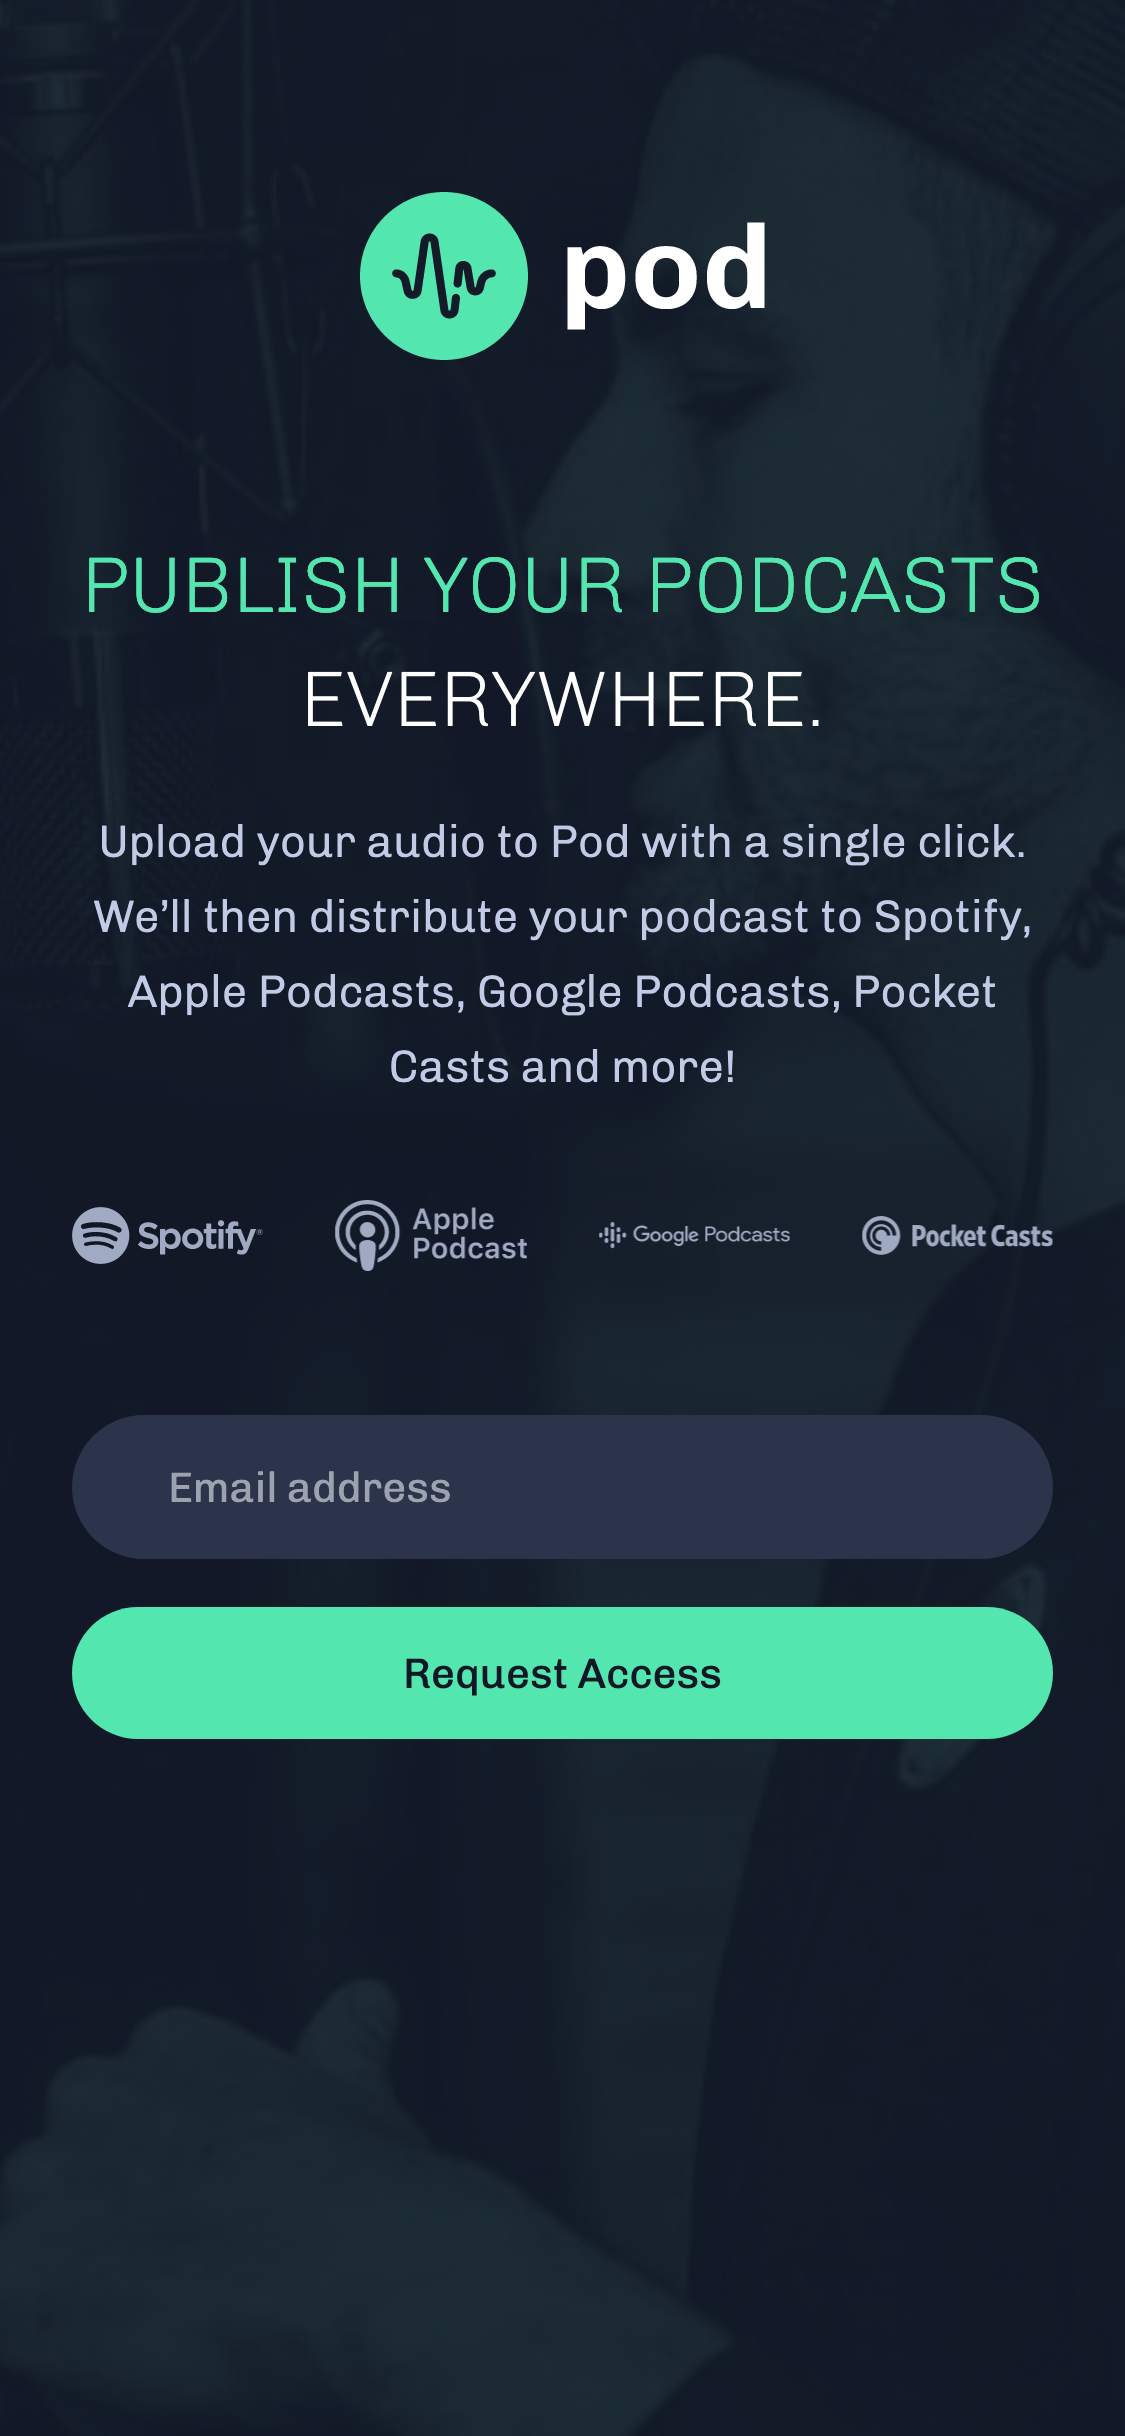 pod
PUBLISH YOUR PODCASTS
EVERYWHERE.
Upload your audio to Pod with a single click.
We’ll then distribute your podcast to Spotify,
Apple Podcasts, Google Podcasts, Pocket
Casts and more!
Spotify®
Apple
Podcast
Google Podcasts
Pocket Casts
Email address
Request Access